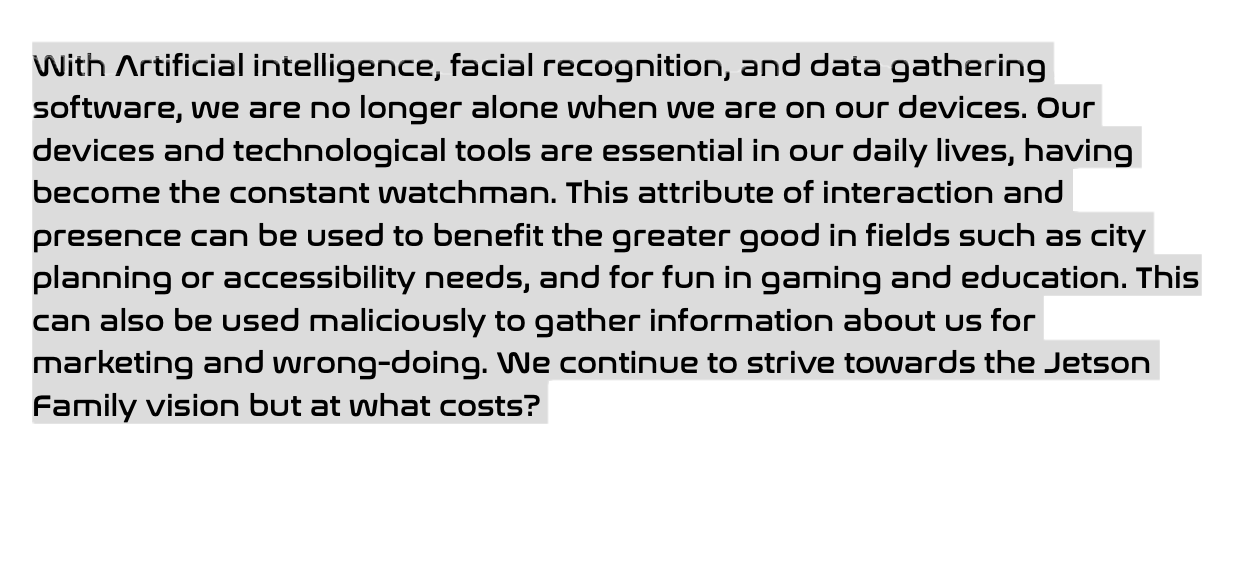 With Artificial intelligence, facial recognition, and data gathering
software, we are no longer alone when we are on our devices. Our
devices and technological tools are essential in our daily lives, having
become the constant watchman. This attribute of interaction and
presence can be used to benefit the greater good in fields such as city
planning or accessibility needs, and for fun in gaming and education. This
can also be used maliciously to gather information about us for
marketing and wrong-doing. We continue to strive towards the Jetson
Family vision but at what costs?